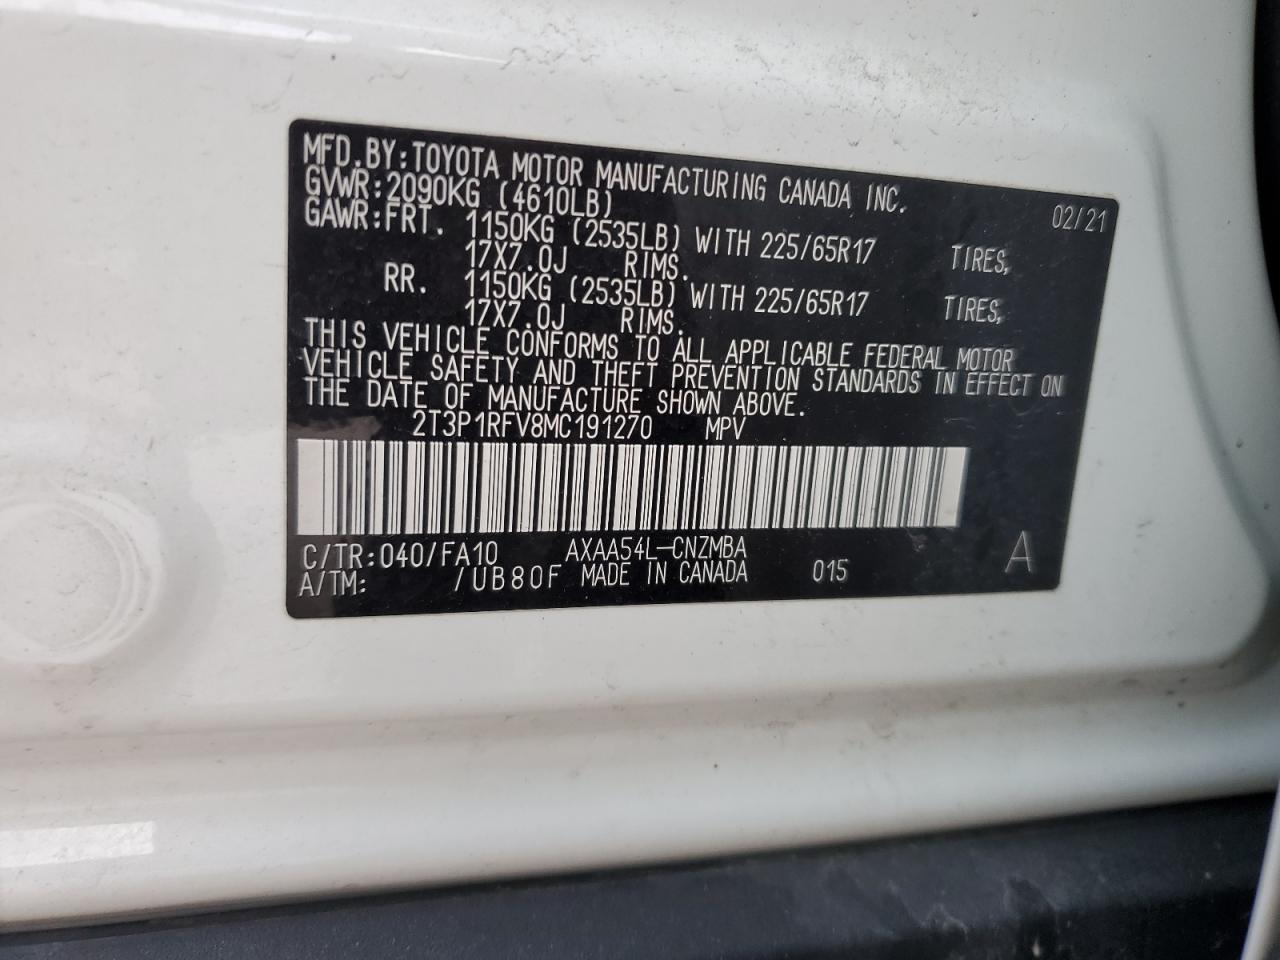 MFD.BY:TOYOTA MOTOR MANUFACTURING CANADA INC.
GVWR:2090KG (4610LB) 02/21
GAWR:FRT. 1150KG (2535LB) WITH 225/65R17 TIRES,
17X7.0J RIMS.
RR. 1150KG (2535LB) WITH 225/65R17 TIRES,
17X7.0J RIMS.
THIS VEHICLE CONFORMS TO ALL APPLICABLE FEDERAL MOTOR
VEHICLE SAFETY AND THEFT PREVENTION STANDARDS IN EFFECT ON
THE DATE OF MANUFACTURE SHOWN ABOVE.
2T3P1RFV8MC191270 MPV
C/TR:040/FA10 AXAA54L-CNZMBA
A/TM: /UB80F MADE IN CANADA 015 A